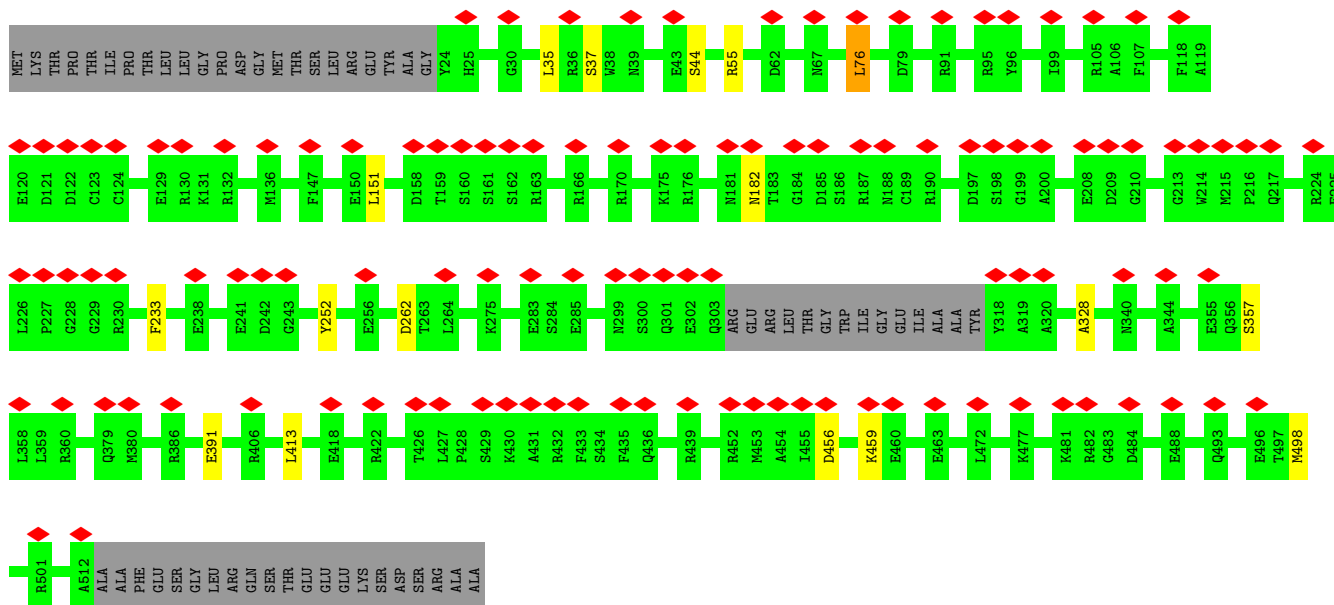 MET LYS THR PRO THR ILE PRO THR LEU LEU GLY PRO ASP GLY MET THR SER LEU ARG GLU TYR ALA GLY Y24 H25 G30 L35 R36 S37 W38 N39 E43 S44 R55 D62 N67 L76 D79 R91 R95 Y96 I99 R105 A106 F107 F118 A119
E120 D121 D122 C123 C124 E129 R130 K131 R132 M136 F147 E150 L151 D158 T159 S160 S161 S162 R163 R166 R170 K175 R176 N181 N182 T183 G184 D185 S186 R187 N188 C189 R190 D197 S198 G199 A200 E208 D209 G210 G213 W214 M215 P216 Q217 R224
L226 P227 G228 G229 R230 F233 E238 E241 D242 G243 Y252 E256 D262 T263 L264 K275 E283 S284 E285 N299 S300 Q301 E302 Q303 ARG GLU ARG LEU THR GLY TRP ILE GLY GLU ILE ALA ALA TYR Y318 A319 A320 A328 N340 A344 E355 Q356 S357
L358 L359 R360 Q379 M380 R386 E391 R406 L413 E418 R422 T426 L427 P428 S429 K430 A431 R432 F433 S434 F435 Q436 R439 R452 M453 A454 I455 D456 K459 E460 E463 L472 K477 K481 R482 G483 D484 E488 Q493 E496 T497 M498
R501 A512 ALA ALA PHE GLU SER GLY LEU ARG GLN SER THR GLU GLU GLU LYS SER ASP SER ARG ALA ALA